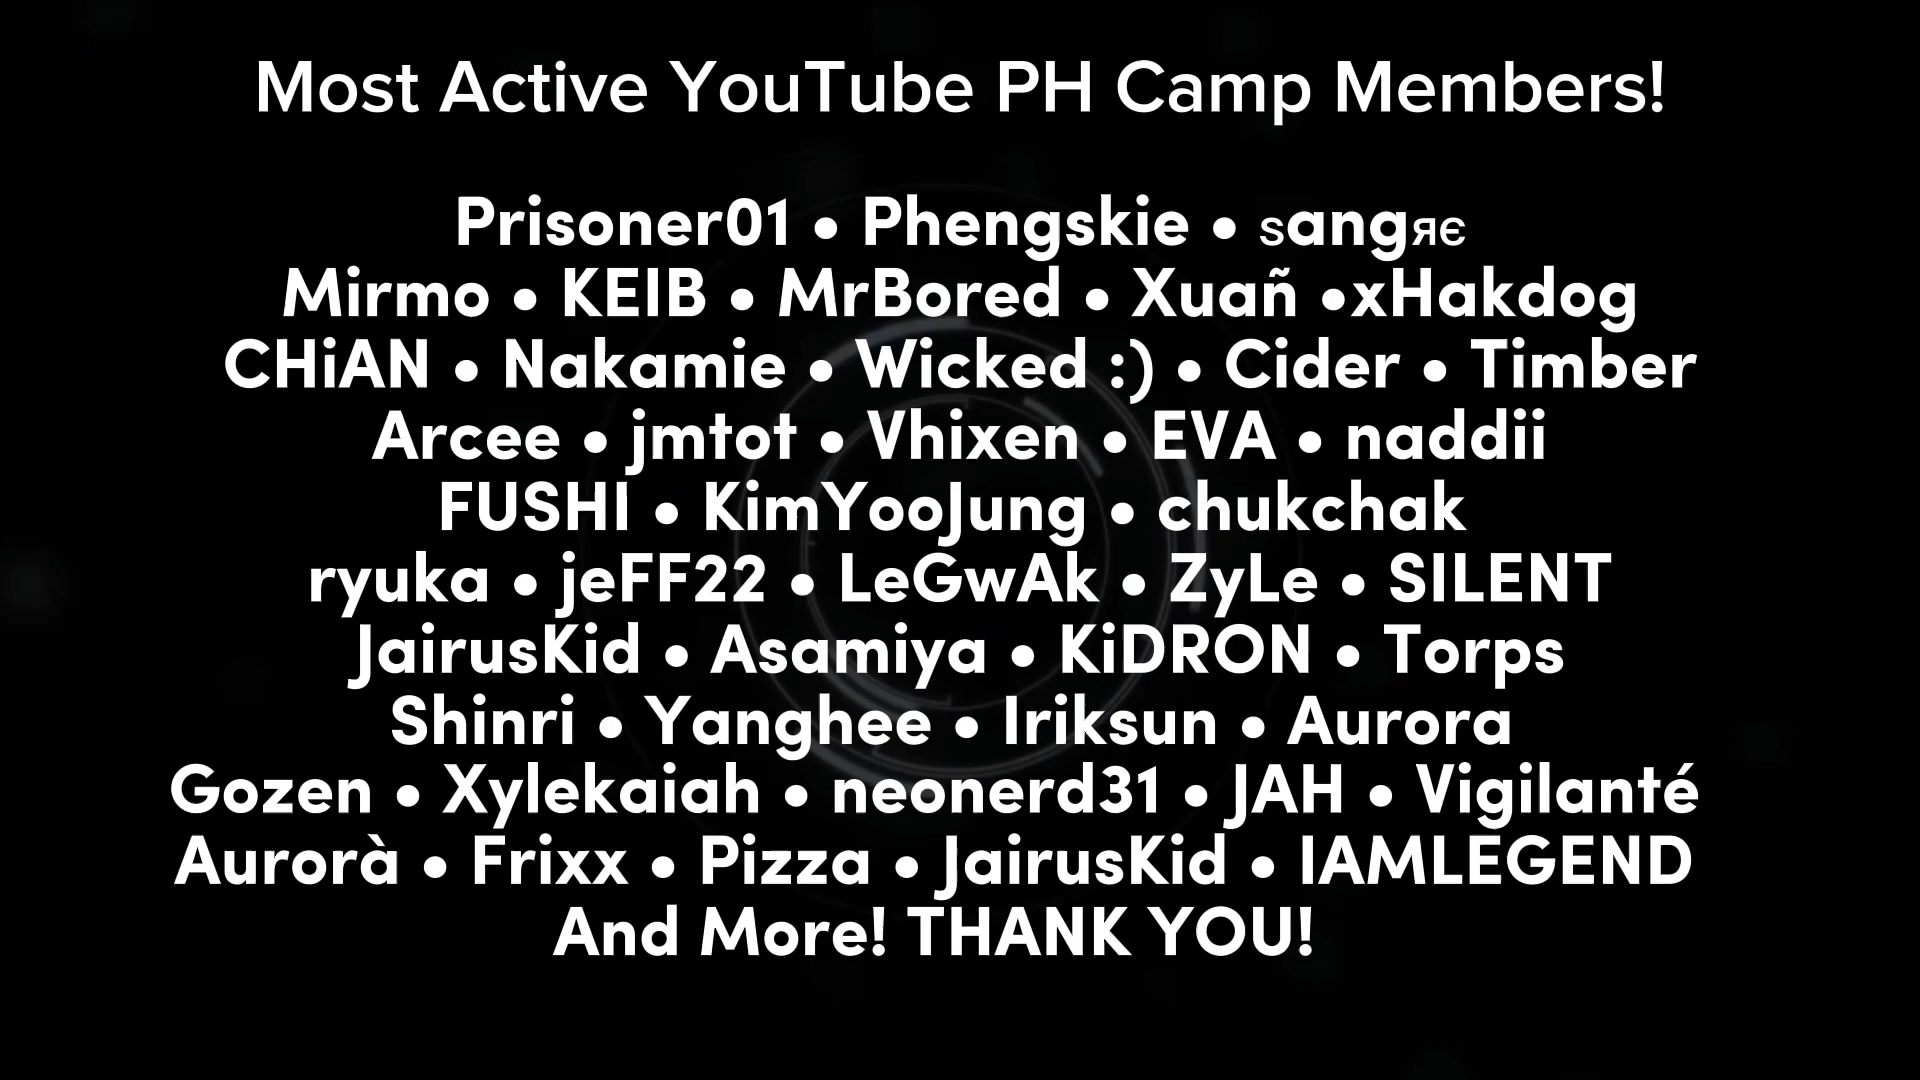 Most Active YouTube PH Camp Members!
Prisoner01 • Phengskie • ѕangяє
Mirmo • KEIB • MrBored • Xuañ •xHakdog
CHiAN • Nakamie • Wicked :) • Cider • Timber
Arcee • jmtot • Vhixen • EVA • naddii
FUSHI • KimYooJung • chukchak
ryuka • jeFF22 • LeGwAk • ZyLe • SILENT
JairusKid • Asamiya • KiDRON • Torps
Shinri • Yanghee • Iriksun • Aurora
Gozen • Xylekaiah • neonerd31 • JAH • Vigilanté
Aurorà • Frixx • Pizza • JairusKid • IAMLEGEND
And More! THANK YOU!